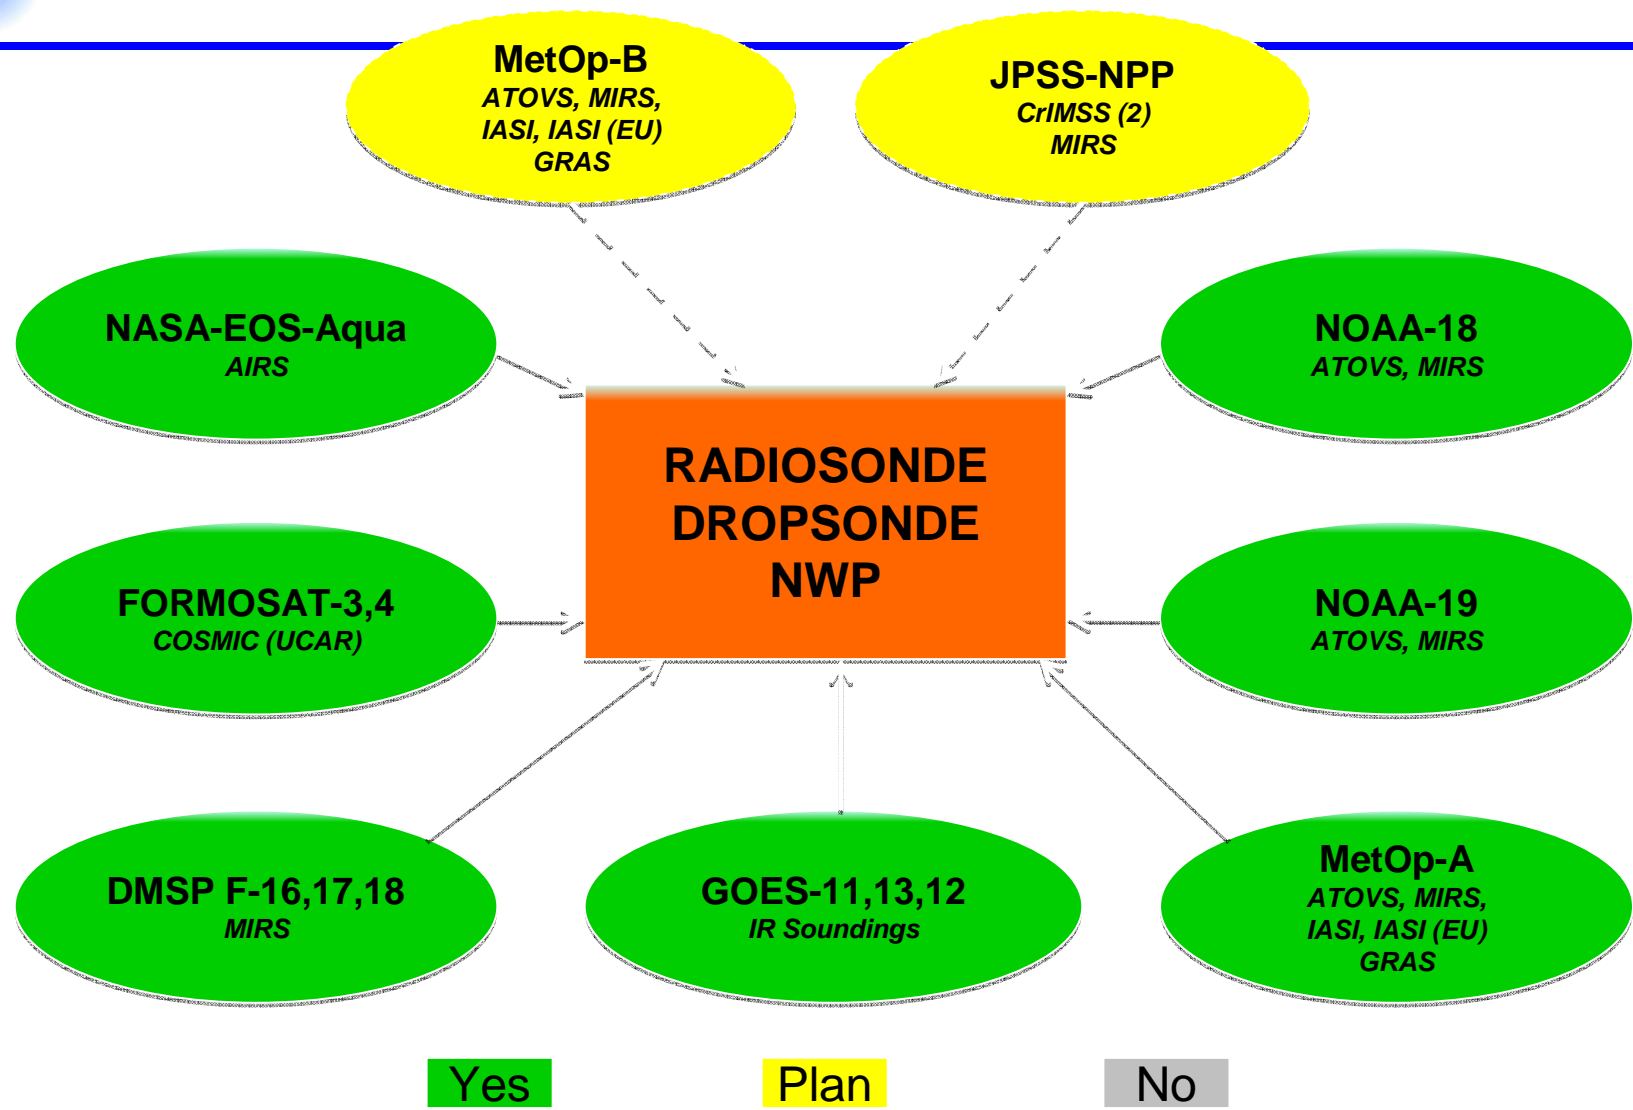 MetOp-B
ATOVS, MIRS,
IASI, IASI (EU)
GRAS
JPSS-NPP
CrIMSS (2)
MIRS
NASA-EOS-Aqua
AIRS
NOAA-18
ATOVS, MIRS
RADIOSONDE
DROPSONDE
NWP
FORMOSAT-3,4
COSMIC (UCAR)
NOAA-19
ATOVS, MIRS
DMSP F-16,17,18
MIRS
GOES-11,13,12
IR Soundings
MetOp-A
ATOVS, MIRS,
IASI, IASI (EU)
GRAS
Yes
Plan
No